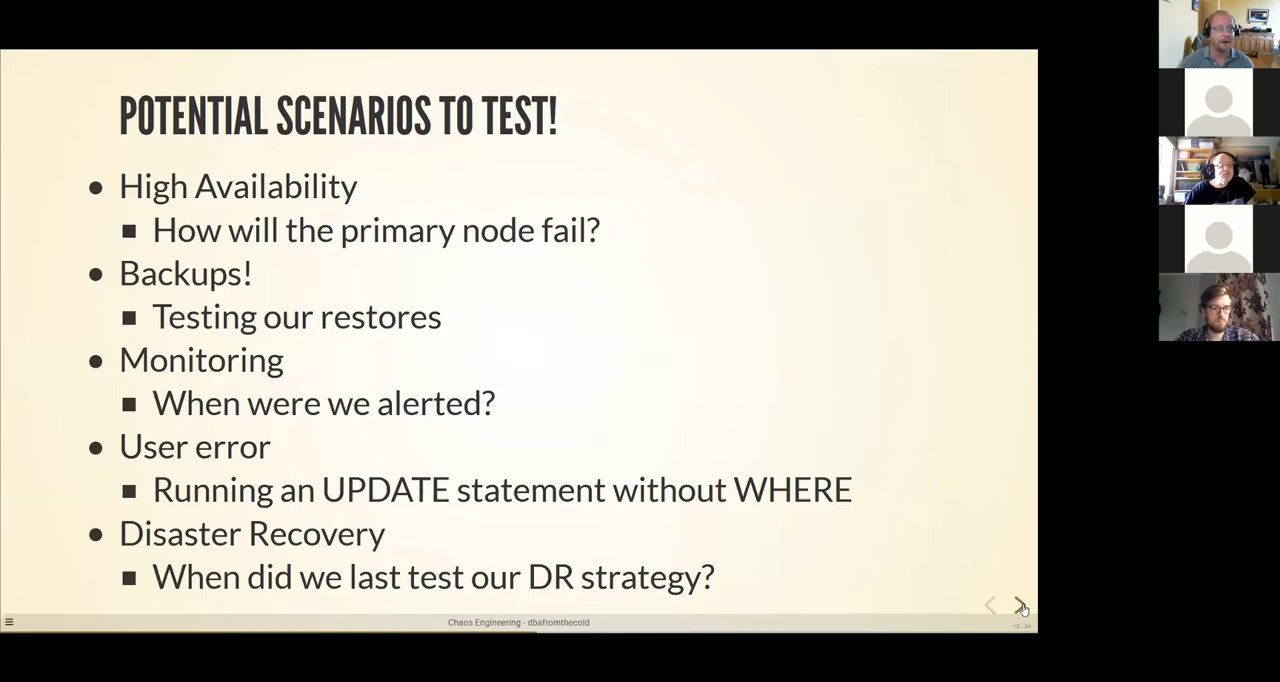 POTENTIAL SCENARIOS TO TEST!
• High Availability
▪ How will the primary node fail?
• Backups!
▪ Testing our restores
• Monitoring
▪ When were we alerted?
• User error
▪ Running an UPDATE statement without WHERE
• Disaster Recovery
▪ When did we last test our DR strategy?
Chaos Engineering - dbafromthecold
12 / 24